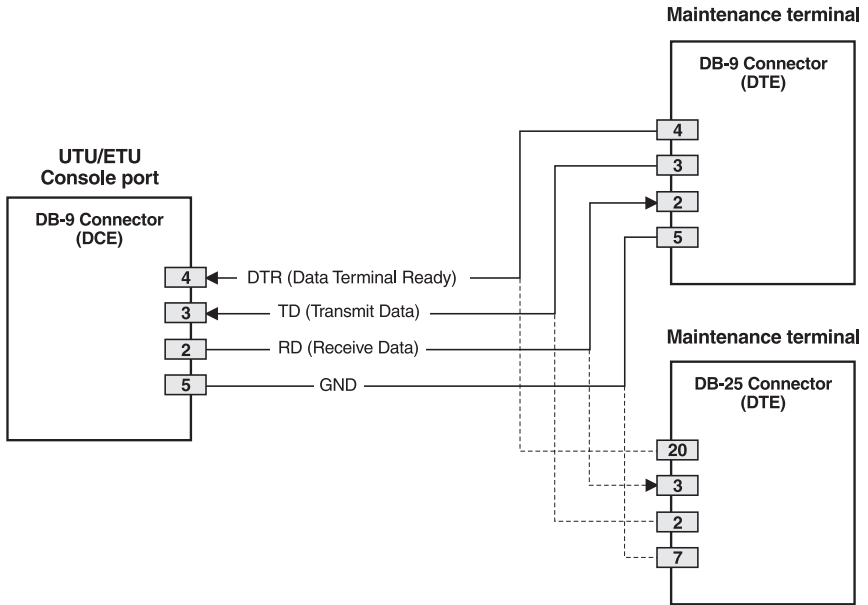 Maintenance terminal
DB-9 Connector
(DTE)
4
3
2
5
UTU/ETU
Console port
DB-9 Connector
(DCE)
4
DTR (Data Terminal Ready)
3
TD (Transmit Data)
2
RD (Receive Data)
5
GND
Maintenance terminal
DB-25 Connector
(DTE)
20
3
2
7